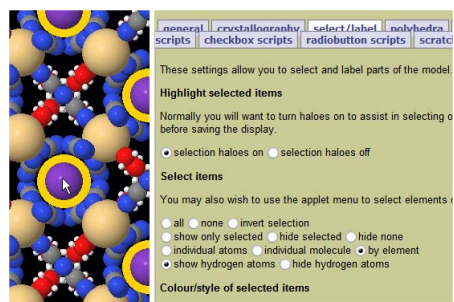 general crystallography select/label polyhedra
scripts checkbox scripts radiobutton scripts scratc
These settings allow you to select and label parts of the model.
Highlight selected items
Normally you will want to turn haloes on to assist in selecting o
before saving the display.
selection haloes on selection haloes off
Select items
You may also wish to use the applet menu to select elements o
all none invert selection
show only selected hide selected hide none
individual atoms individual molecule by element
show hydrogen atoms hide hydrogen atoms
Colour/style of selected items